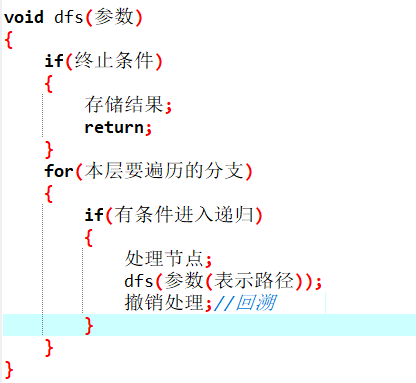 void dfs(参数)
{
if(终止条件)
{
存储结果;
return;
}
for(本层要遍历的分支)
{
if(有条件进入递归)
{
处理节点;
dfs(参数(表示路径));
撤销处理;//回溯
}
}
}